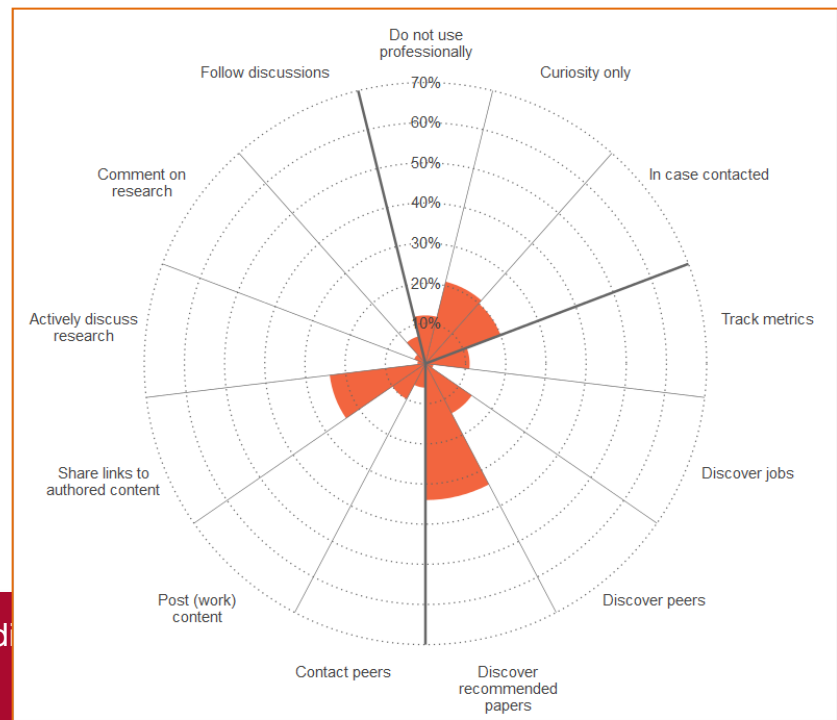 Do not use
professionally
Follow discussions
Curiosity only
70%
60%
Comment on
research
In case contacted
50%
40%
30%
20%
10%
Actively discuss
research
Track metrics
Share links to
authored content
Discover jobs
Post (work)
content
Discover peers
Contact peers
Discover
recommended
papers